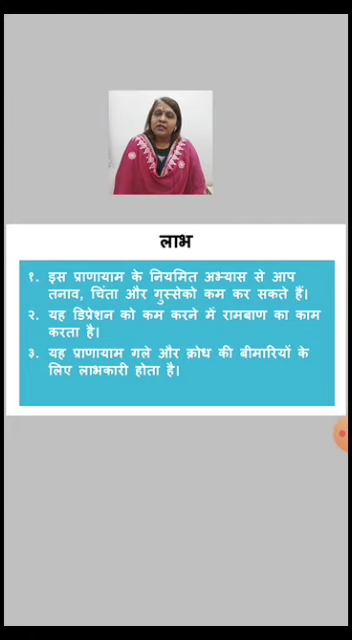 लाभ
१. इस प्राणायाम के नियमित अभ्यास से आप
तनाव, चिंता और गुस्सेको कम कर सकते हैं।
२. यह डिप्रेशन को कम करने में रामबाण का काम
करता है।
३. यह प्राणायाम गले और क्रोध की बीमारियों के
लिए लाभकारी होता है।